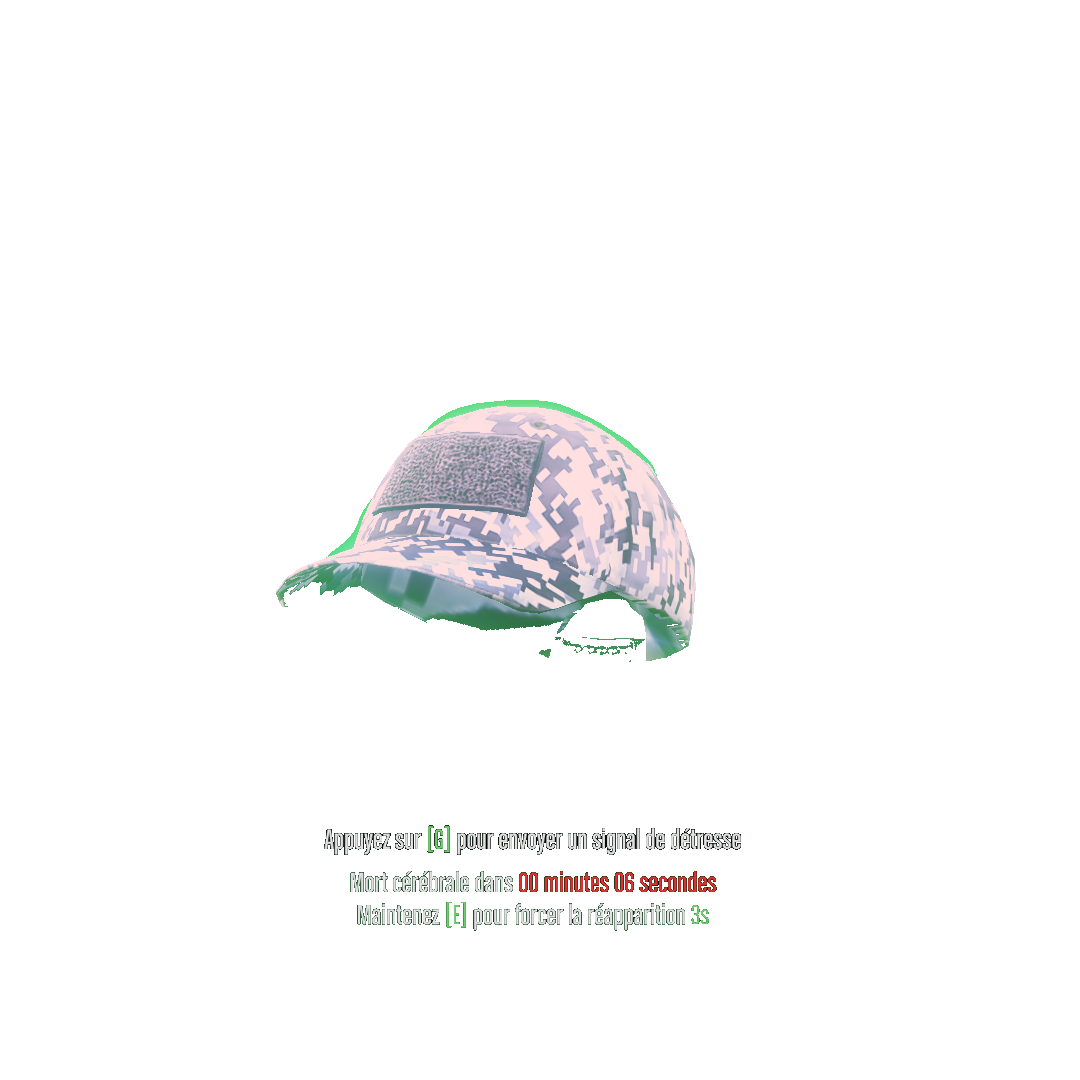 Appuyez sur [G] pour envoyer un signal de détresse
Mort cérébrale dans 00 minutes 06 secondes
Maintenez [E] pour forcer la réapparition 3s